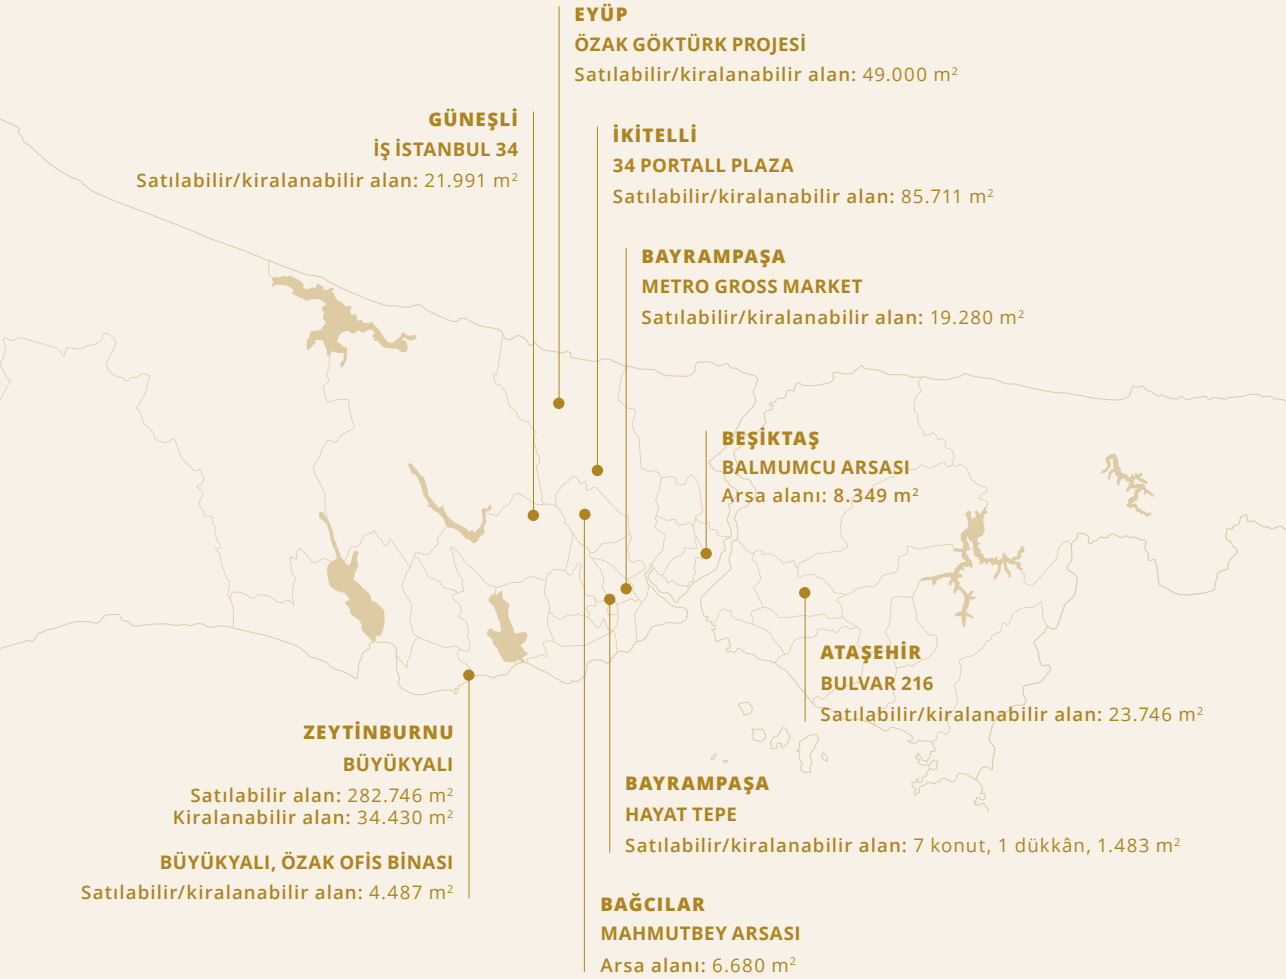 EYÜP
ÖZAK GÖKTÜRK PROJESİ
Satılabilir/kiralanabilir alan: 49.000 m²
GÜNEŞLİ
İŞ İSTANBUL 34
Satılabilir/kiralanabilir alan: 21.991 m²
İKİTELLİ
34 PORTALL PLAZA
Satılabilir/kiralanabilir alan: 85.711 m²
BAYRAMPAŞA
METRO GROSS MARKET
Satılabilir/kiralanabilir alan: 19.280 m²
BEŞİKTAŞ
BALMUMCU ARSASI
Arsa alanı: 8.349 m²
ATAŞEHİR
BULVAR 216
Satılabilir/kiralanabilir alan: 23.746 m²
ZEYTİNBURNU
BÜYÜKYALI
Satılabilir alan: 282.746 m²
Kiralanabilir alan: 34.430 m²
BÜYÜKYALI, ÖZAK OFİS BİNASI
Satılabilir/kiralanabilir alan: 4.487 m²
BAYRAMPAŞA
HAYAT TEPE
Satılabilir/kiralanabilir alan: 7 konut, 1 dükkân, 1.483 m²
BAĞCILAR
MAHMUTBEY ARSASI
Arsa alanı: 6.680 m²